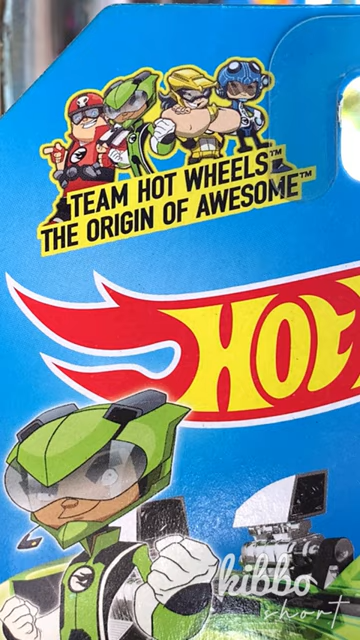 TEAM HOT WHEELS™
THE ORIGIN OF AWESOME™
HOT
kibbo
short